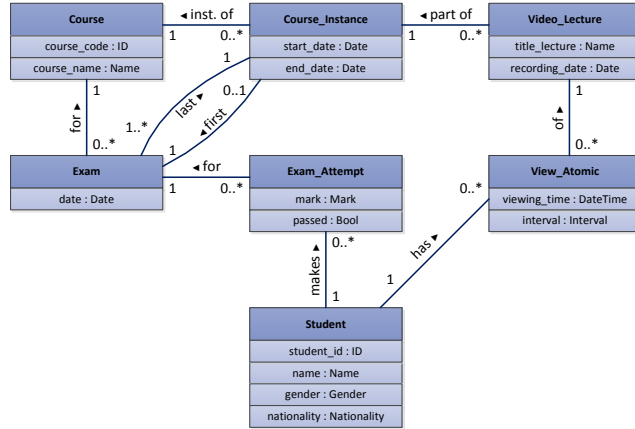 Course
course_code : ID
course_name : Name
◄ inst. of
1
0..*
Course_Instance
start_date : Date
end_date : Date
◄ part of
1
0..*
Video_Lecture
title_lecture : Name
recording_date : Date
1
for ►
0..*
1
last ►
1..*
0..1
◄ first
1
1
of ►
0..*
Exam
date : Date
◄ for
1
0..*
Exam_Attempt
mark : Mark
passed : Bool
View_Atomic
viewing_time : DateTime
interval : Interval
0..*
makes ►
1
0..*
has ►
1
Student
student_id : ID
name : Name
gender : Gender
nationality : Nationality